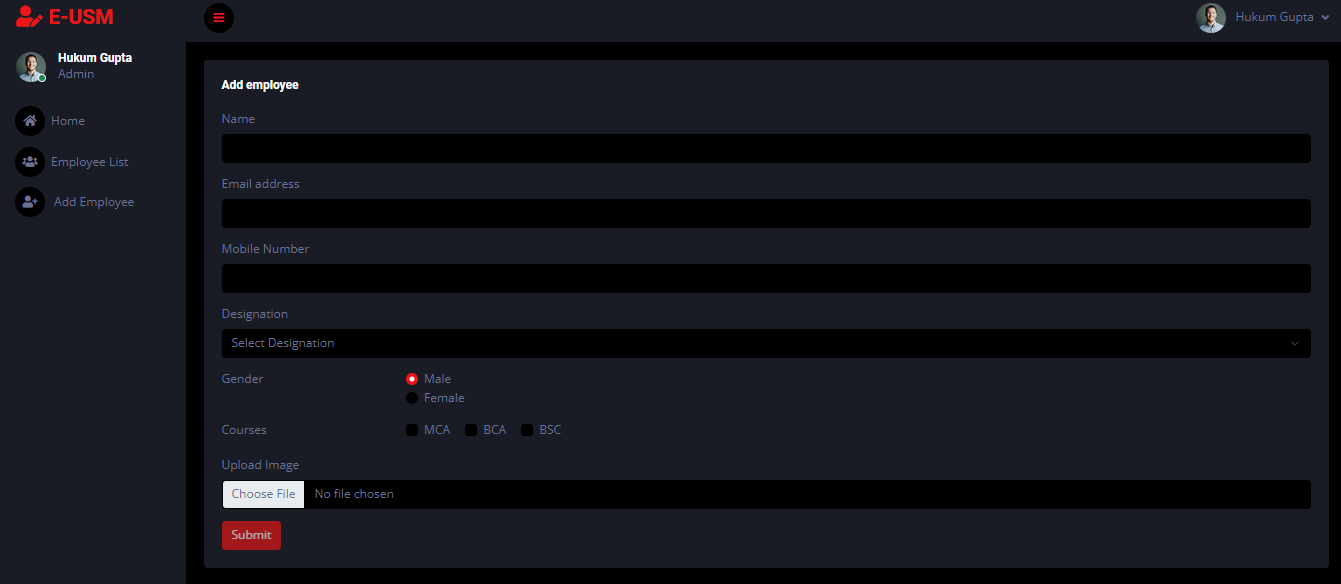 E-USM
Hukum Gupta
Hukum Gupta
Admin
Home
Employee List
Add Employee
Add employee
Name
Email address
Mobile Number
Designation
Select Designation
Gender
Male
Female
Courses
MCA BCA BSC
Upload Image
Choose File No file chosen
Submit